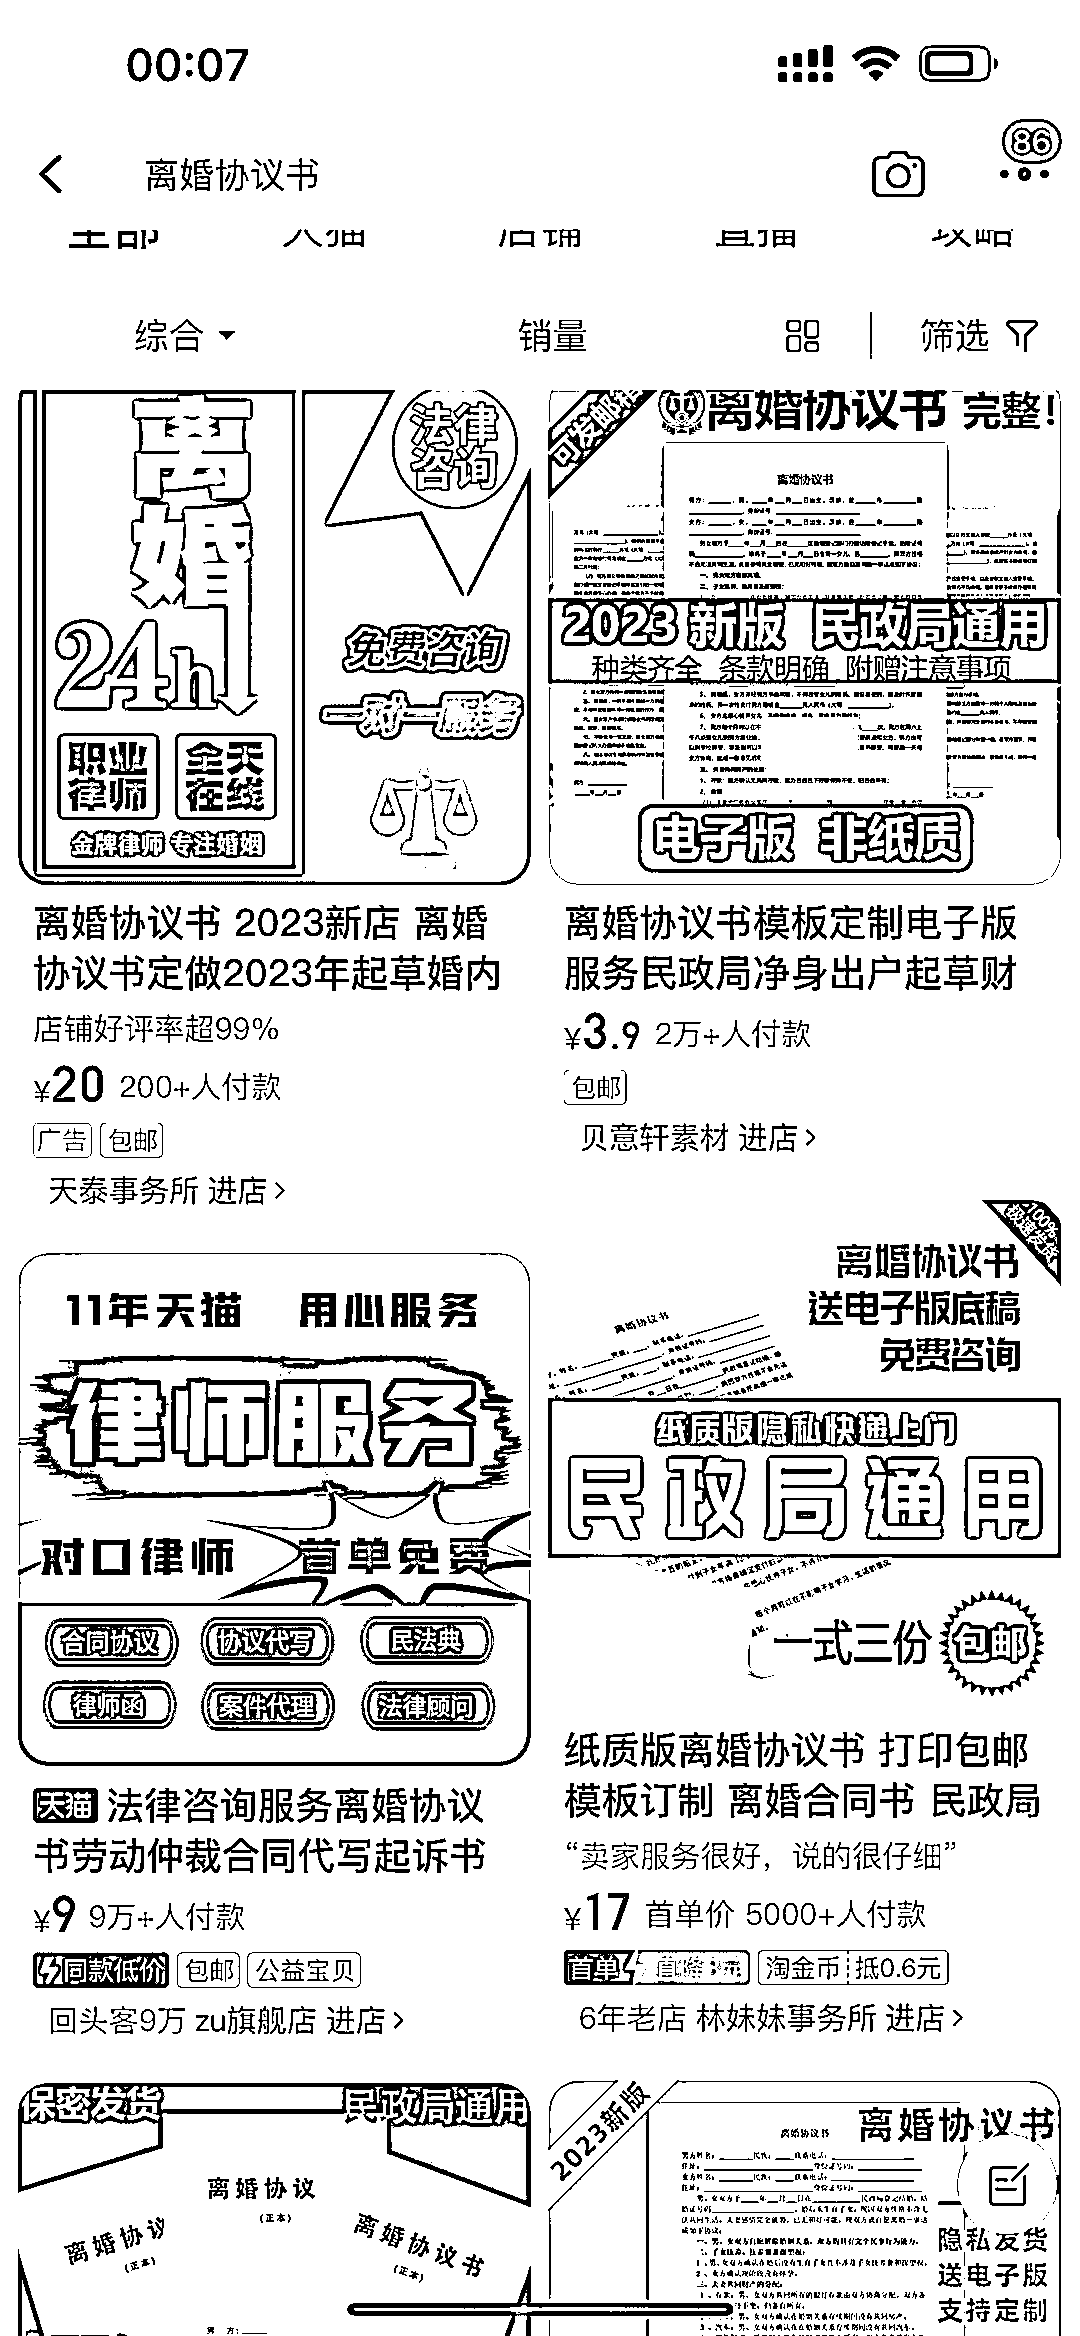 00:07
86
离婚协议书
全部 天猫 店铺 直播 攻略
综合 销量 筛选
离
婚
24h
法律
咨询
免费咨询
一对一服务
职业
律师
全天
在线
金牌律师 专注婚姻
离婚协议书 2023新店 离婚
协议书定做2023年起草婚内
店铺好评率超99%
¥20 200+人付款
广告 包邮
天泰事务所 进店
离婚协议书 完整!
离婚协议书
2023 新版 民政局通用
种类齐全 条款明确 附赠注意事项
电子版 非纸质
离婚协议书模板定制电子版
服务民政局净身出户起草财
¥3.9 2万+人付款
包邮
贝意轩素材 进店
11年天猫 用心服务
律师服务
对口律师 首单免费
合同协议 协议代写 民法典
律师函 案件代理 法律顾问
天猫 法律咨询服务离婚协议
书劳动仲裁合同代写起诉书
¥9 9万+人付款
同款低价 包邮 公益宝贝
回头客9万 zu旗舰店 进店
100%
极速发货
离婚协议书
送电子版底稿
免费咨询
离婚协议书
纸质版隐私快递上门
民政局通用
一式三份 包邮
纸质版离婚协议书 打印包邮
模板订制 离婚合同书 民政局
“卖家服务很好，说的很仔细”
¥17 首单价 5000+人付款
首单 淘金币 抵0.6元
6年老店 林妹妹事务所 进店
保密发货 民政局通用
离婚协议
(正本)
离婚协议
(正本)
离婚协议书
(正本)
2023新版
离婚协议书
离婚协议书
隐私发货
送电子版
支持定制